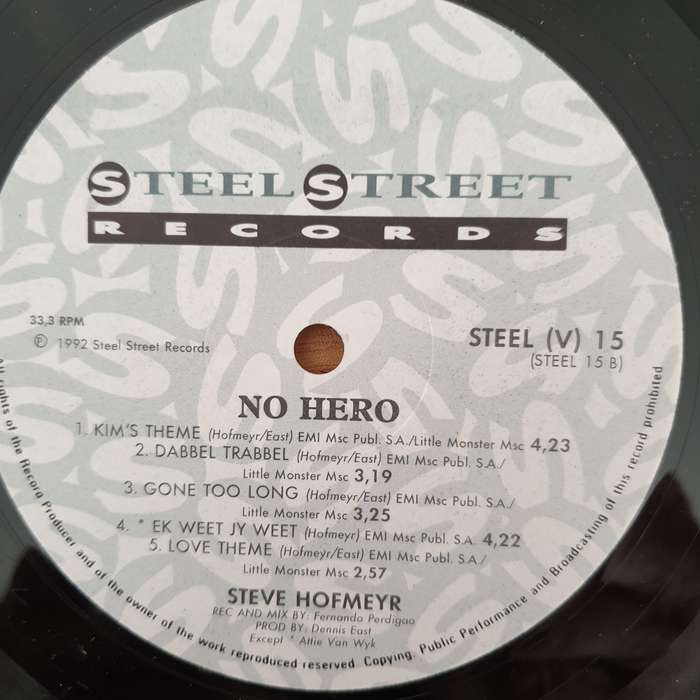 STEEL STREET
RECORDS
33,3 RPM
℗ 1992 Steel Street Records
STEEL (V) 15
(STEEL 15 B)
NO HERO
1. KIM'S THEME (Hofmeyr/East) EMI Msc Publ. S.A./Little Monster Msc 4,23
2. DABBEL TRABBEL (Hofmeyr/East) EMI Msc Publ. S.A./
Little Monster Msc 3,19
3. GONE TOO LONG (Hofmeyr/East) EMI Msc Publ. S.A./
Little Monster Msc 3,25
4. * EK WEET JY WEET (Hofmeyr) EMI Msc Publ. S.A. 4,22
5. LOVE THEME (Hofmeyr/East) EMI Msc Publ. S.A./
Little Monster Msc 2,57
STEVE HOFMEYR
REC AND MIX BY: Fernando Perdigao
PROD BY: Dennis East
Except * Attie Van Wyk
All rights of the Record Producer and of the owner of the work reproduced reserved. Copying, Public Performance and Broadcasting of this record prohibited